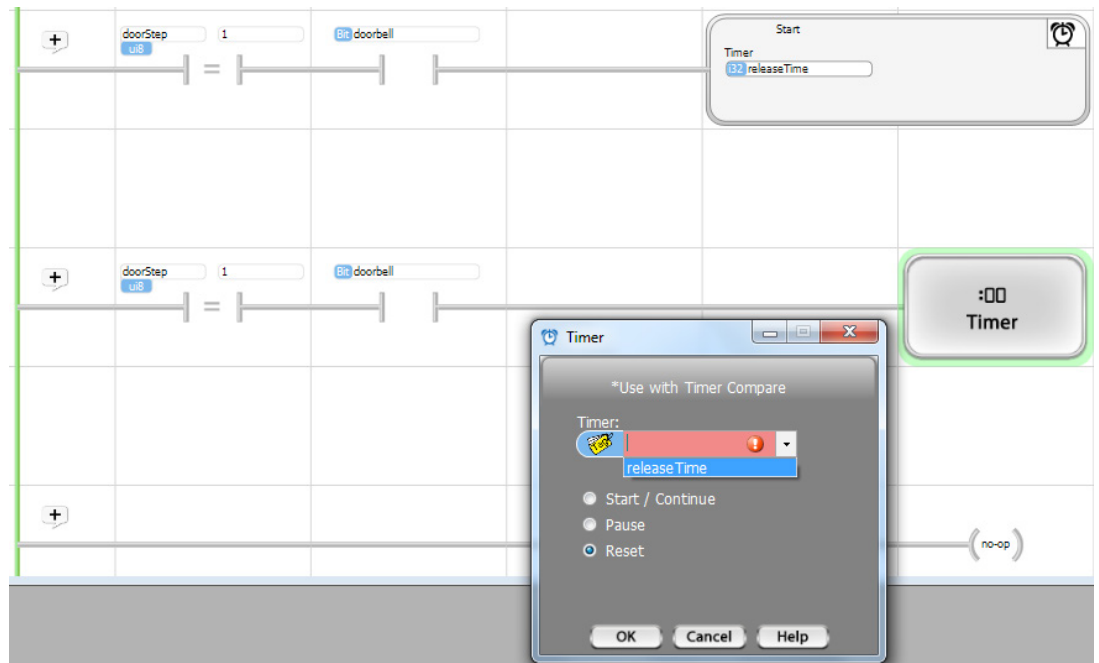 doorStep 1 Bit doorbell Start
ui8
Timer
i32 releaseTime
doorStep 1 Bit doorbell
ui8
Timer
Timer
*Use with Timer Compare
Timer:
releaseTime
Start / Continue
Pause
Reset
no-op
OK Cancel Help